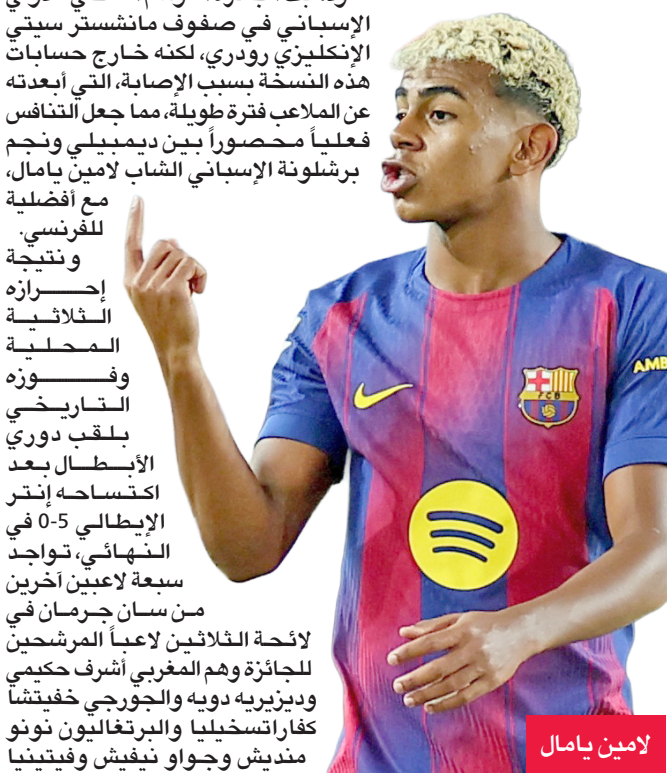 الإسباني في صفوف مانشستر سيتي
الإنكليزي رودري، لكنه خارج حسابات
هذه النسخة بسبب الإصابة، التي أبعدته
عن الملاعب فترة طويلة، مما جعل التنافس
فعلياً محصوراً بين ديمبيلي ونجم
برشلونة الإسباني الشاب لامين يامال،
مع أفضلية
للفرنسي.
ونتيجة
إحرازه
الثلاثية
المحلية
وفوزه
التاريخي
بلقب دوري
الأبطال بعد
اكتساحه إنتر
الإيطالي 5-0 في
النهائي، تواجد
سبعة لاعبين آخرين
من سان جرمان في
لائحة الثلاثين لاعباً المرشحين
للجائزة وهم المغربي أشرف حكيمي
وديزيريه دويه والجورجي خفيتشا
كفاراتسخيليا والبرتغاليون نونو
منديش وجواو نيفيش وفيتينيا
FCB
AMB
لامين يامال